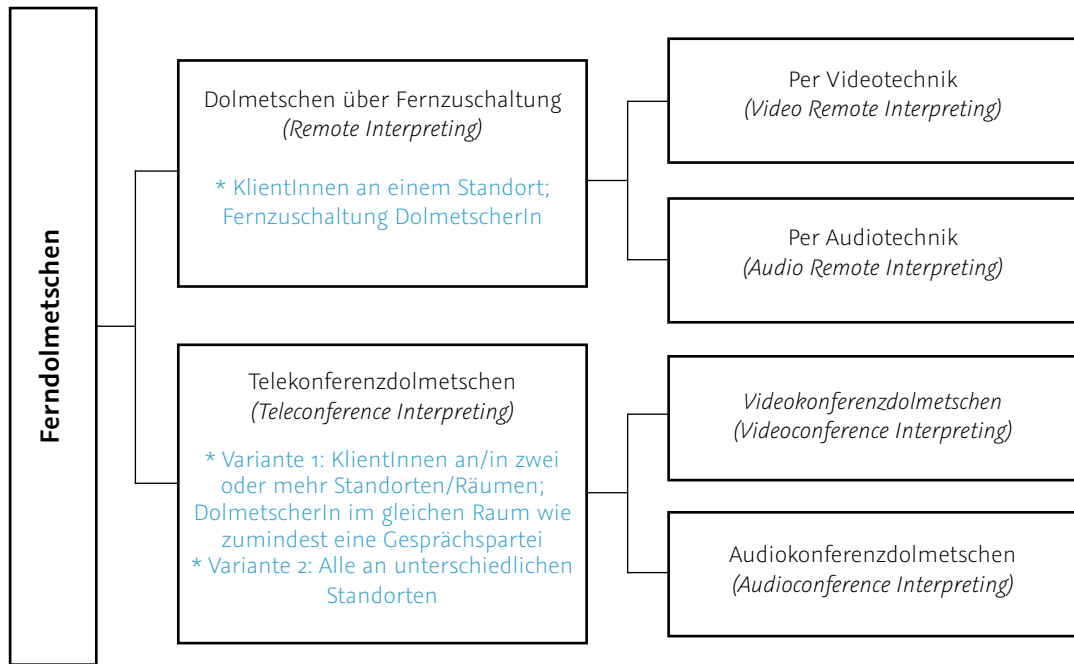 Ferndolmetschen
Dolmetschen über Fernzuschaltung
(Remote Interpreting)
* KlientInnen an einem Standort;
Fernzuschaltung DolmetscherIn
Per Videotechnik
(Video Remote Interpreting)
Per Audiotechnik
(Audio Remote Interpreting)
Telekonferenzdolmetschen
(Teleconference Interpreting)
* Variante 1: KlientInnen an/in zwei
oder mehr Standorten/Räumen;
DolmetscherIn im gleichen Raum wie
zumindest eine Gesprächspartei
* Variante 2: Alle an unterschiedlichen
Standorten
Videokonferenzdolmetschen
(Videoconference Interpreting)
Audiokonferenzdolmetschen
(Audioconference Interpreting)